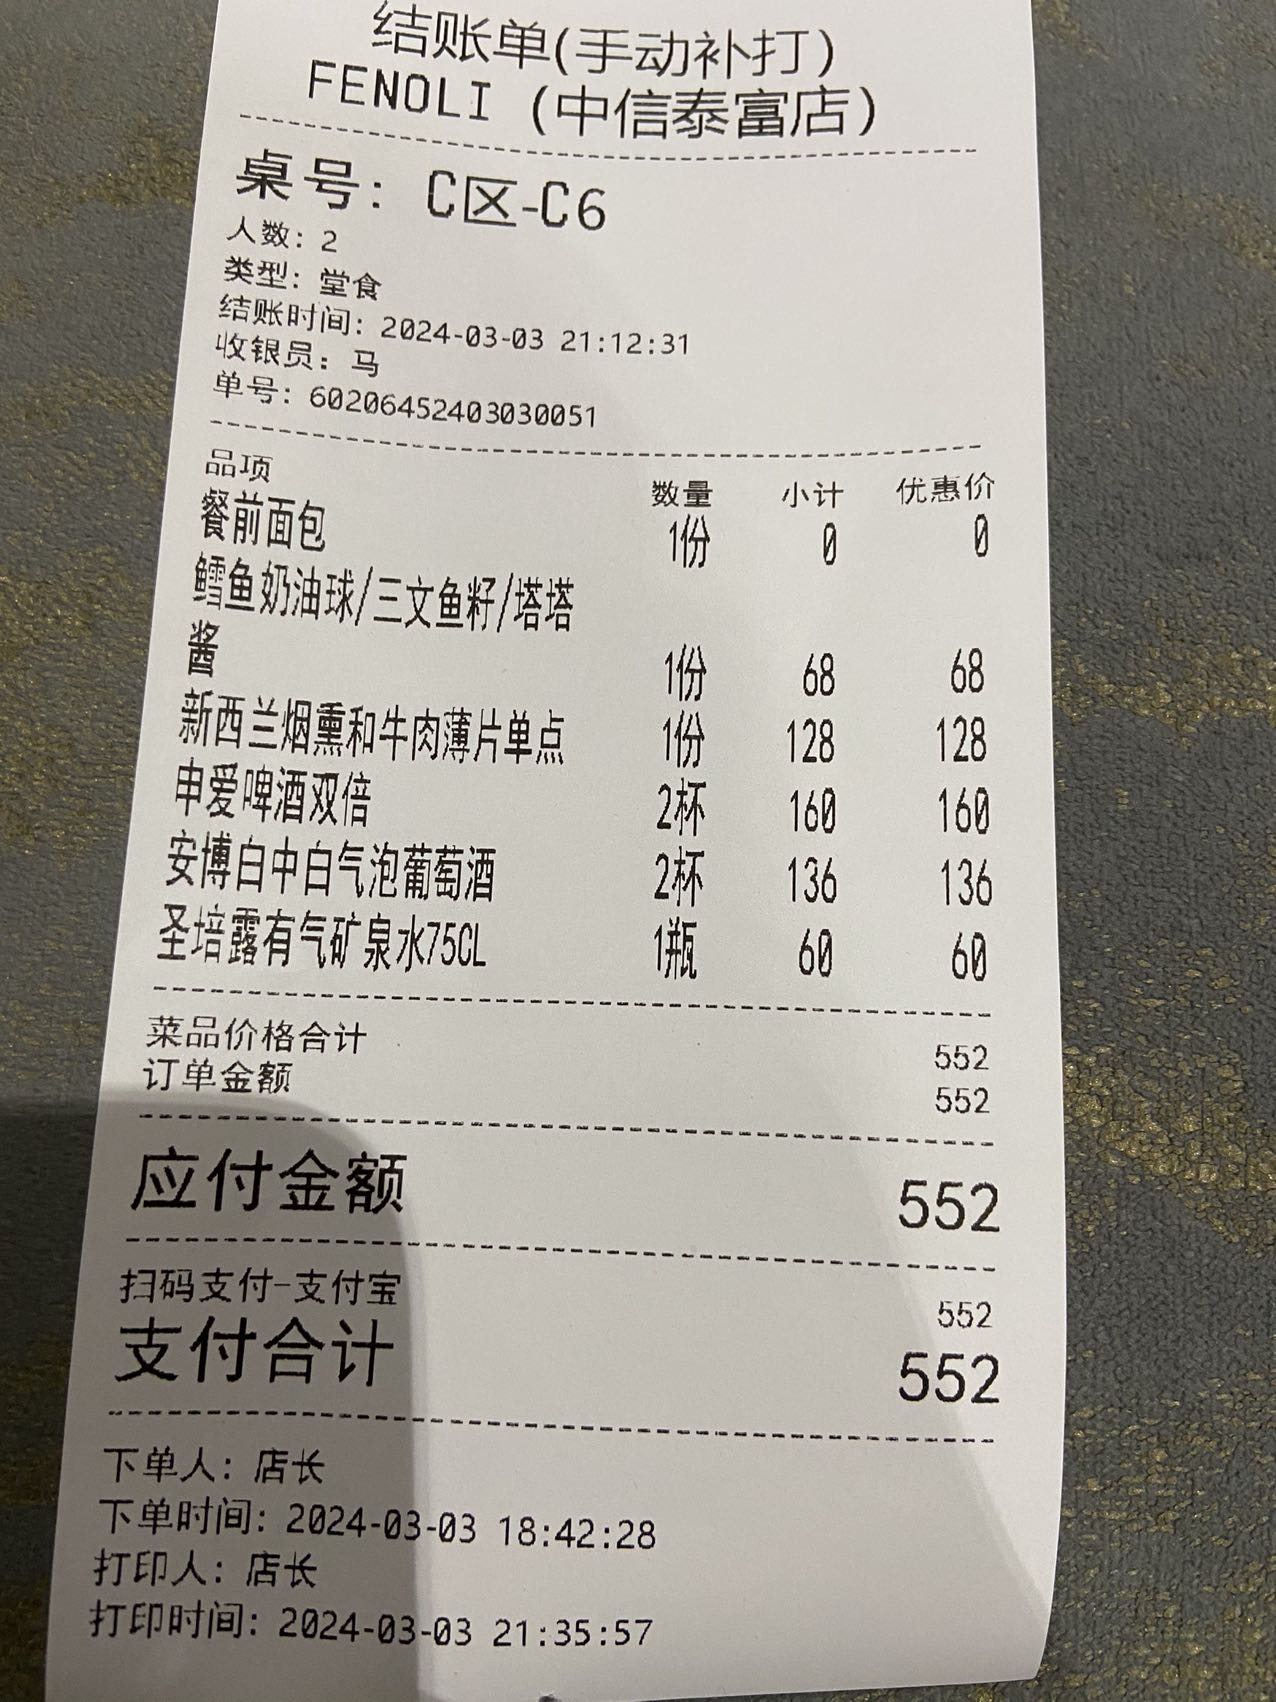 结账单(手动补打)
FENOLI (中信泰富店)
桌号: C区-C6
人数: 2
类型: 堂食
结账时间: 2024-03-03 21:12:31
收银员: 马
单号: 60206452403030051
品项 数量 小计 优惠价
餐前面包 1份 0 0
鳕鱼奶油球/三文鱼籽/塔塔
酱 1份 68 68
新西兰烟熏和牛肉薄片单点 1份 128 128
申爱啤酒双倍 2杯 160 160
安博白中白气泡葡萄酒 2杯 136 136
圣培露有气矿泉水75CL 1瓶 60 60
菜品价格合计 552
订单金额 552
应付金额 552
扫码支付-支付宝 552
支付合计 552
下单人: 店长
下单时间: 2024-03-03 18:42:28
打印人: 店长
打印时间: 2024-03-03 21:35:57